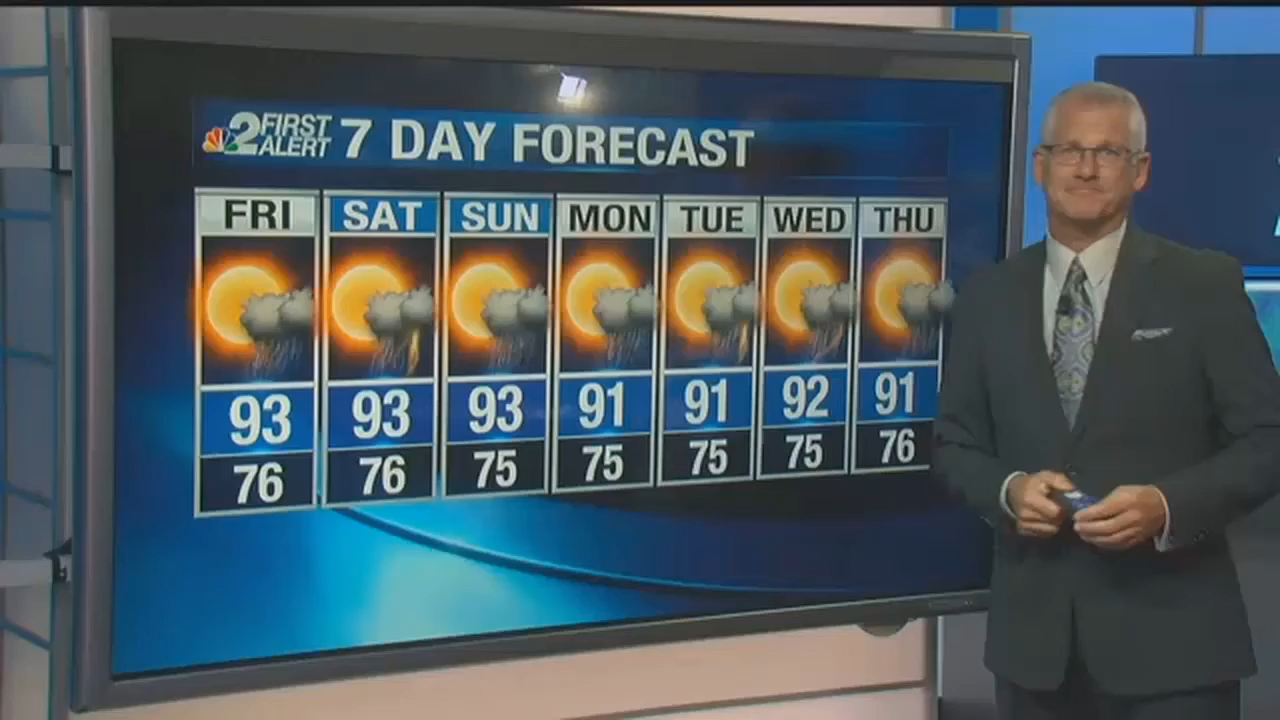 2 FIRST ALERT 7 DAY FORECAST
FRI SAT SUN MON TUE WED THU
93 93 93 91 91 92 91
76 76 75 75 75 75 76